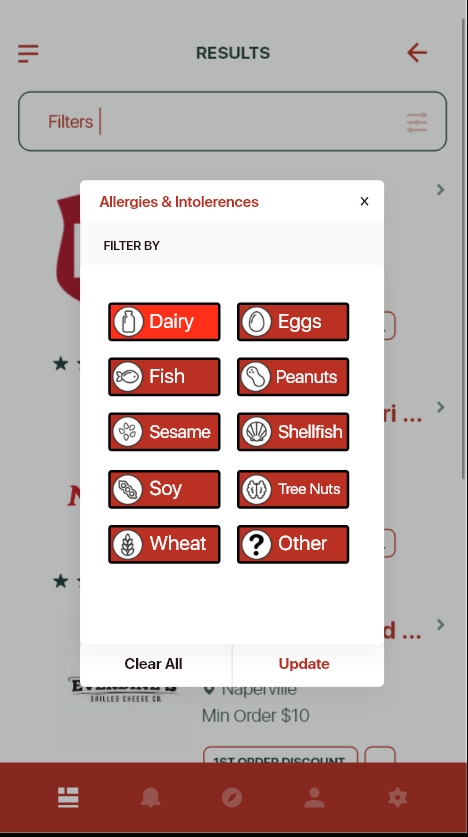 RESULTS
Filters
Allergies & Intolerences
x
FILTER BY
Dairy
Eggs
Fish
Peanuts
Sesame
Shellfish
Soy
Tree Nuts
Wheat
? Other
ri ...
d ...
Clear All
Update
EVERDINE'S
GRILLED CHEESE CO.
Naperville
Min Order $10
1ST ORDER DISCOUNT